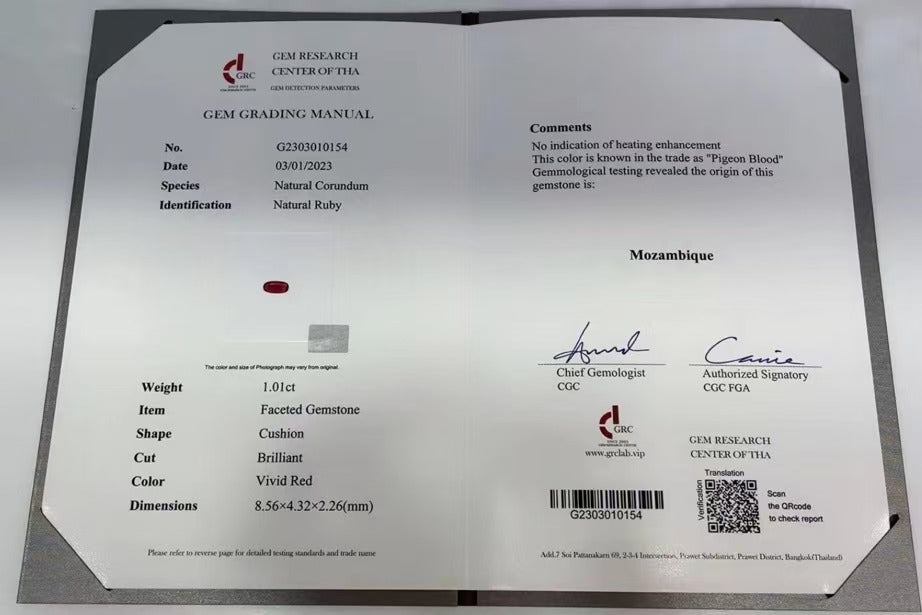 GRC
SINCE 2003
GEM RESEARCH
CENTER OF THA
GEM DETECTION PARAMETERS
GEM GRADING MANUAL
No. G2303010154
Date 03/01/2023
Species Natural Corundum
Identification Natural Ruby
The color and size of Photograph may vary from original.
Weight 1.01ct
Item Faceted Gemstone
Shape Cushion
Cut Brilliant
Color Vivid Red
Dimensions 8.56×4.32×2.26(mm)
Please refer to reverse page for detailed testing standards and trade name
Comments
No indication of heating enhancement
This color is known in the trade as "Pigeon Blood"
Gemmological testing revealed the origin of this
gemstone is:
Mozambique
Chief Gemologist
CGC
Authorized Signatory
CGC FGA
GRC
SINCE 2003
www.grclab.vip
GEM RESEARCH
CENTER OF THA
G2303010154
Translation
Verification
Scan
the QRcode
to check report
Add.7 Soi Pattanakarn 69, 2-3-4 Intersection, Prawet Subdistrict, Prawet District, Bangkok(Thailand)